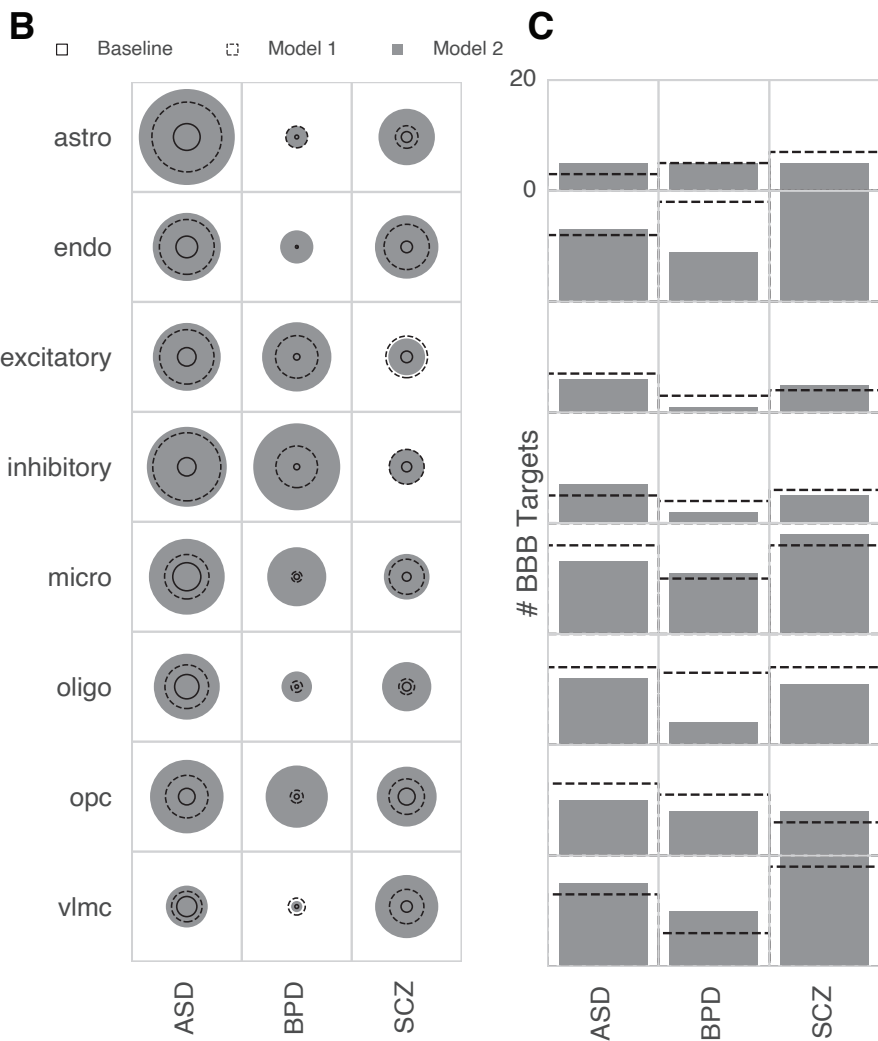 B
Baseline Model 1 Model 2
astro
endo
excitatory
inhibitory
micro
oligo
opc
vlmc
ASD BPD SCZ
C
20
0
# BBB Targets
ASD BPD SCZ